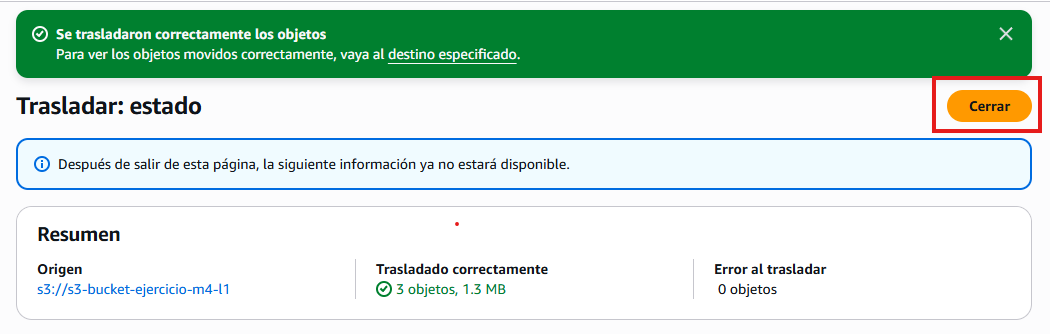 Se trasladaron correctamente los objetos
Para ver los objetos movidos correctamente, vaya al destino especificado.
Trasladar: estado
Cerrar
Después de salir de esta página, la siguiente información ya no estará disponible.
Resumen
Origen
s3://s3-bucket-ejercicio-m4-l1
Trasladado correctamente
3 objetos, 1.3 MB
Error al trasladar
0 objetos